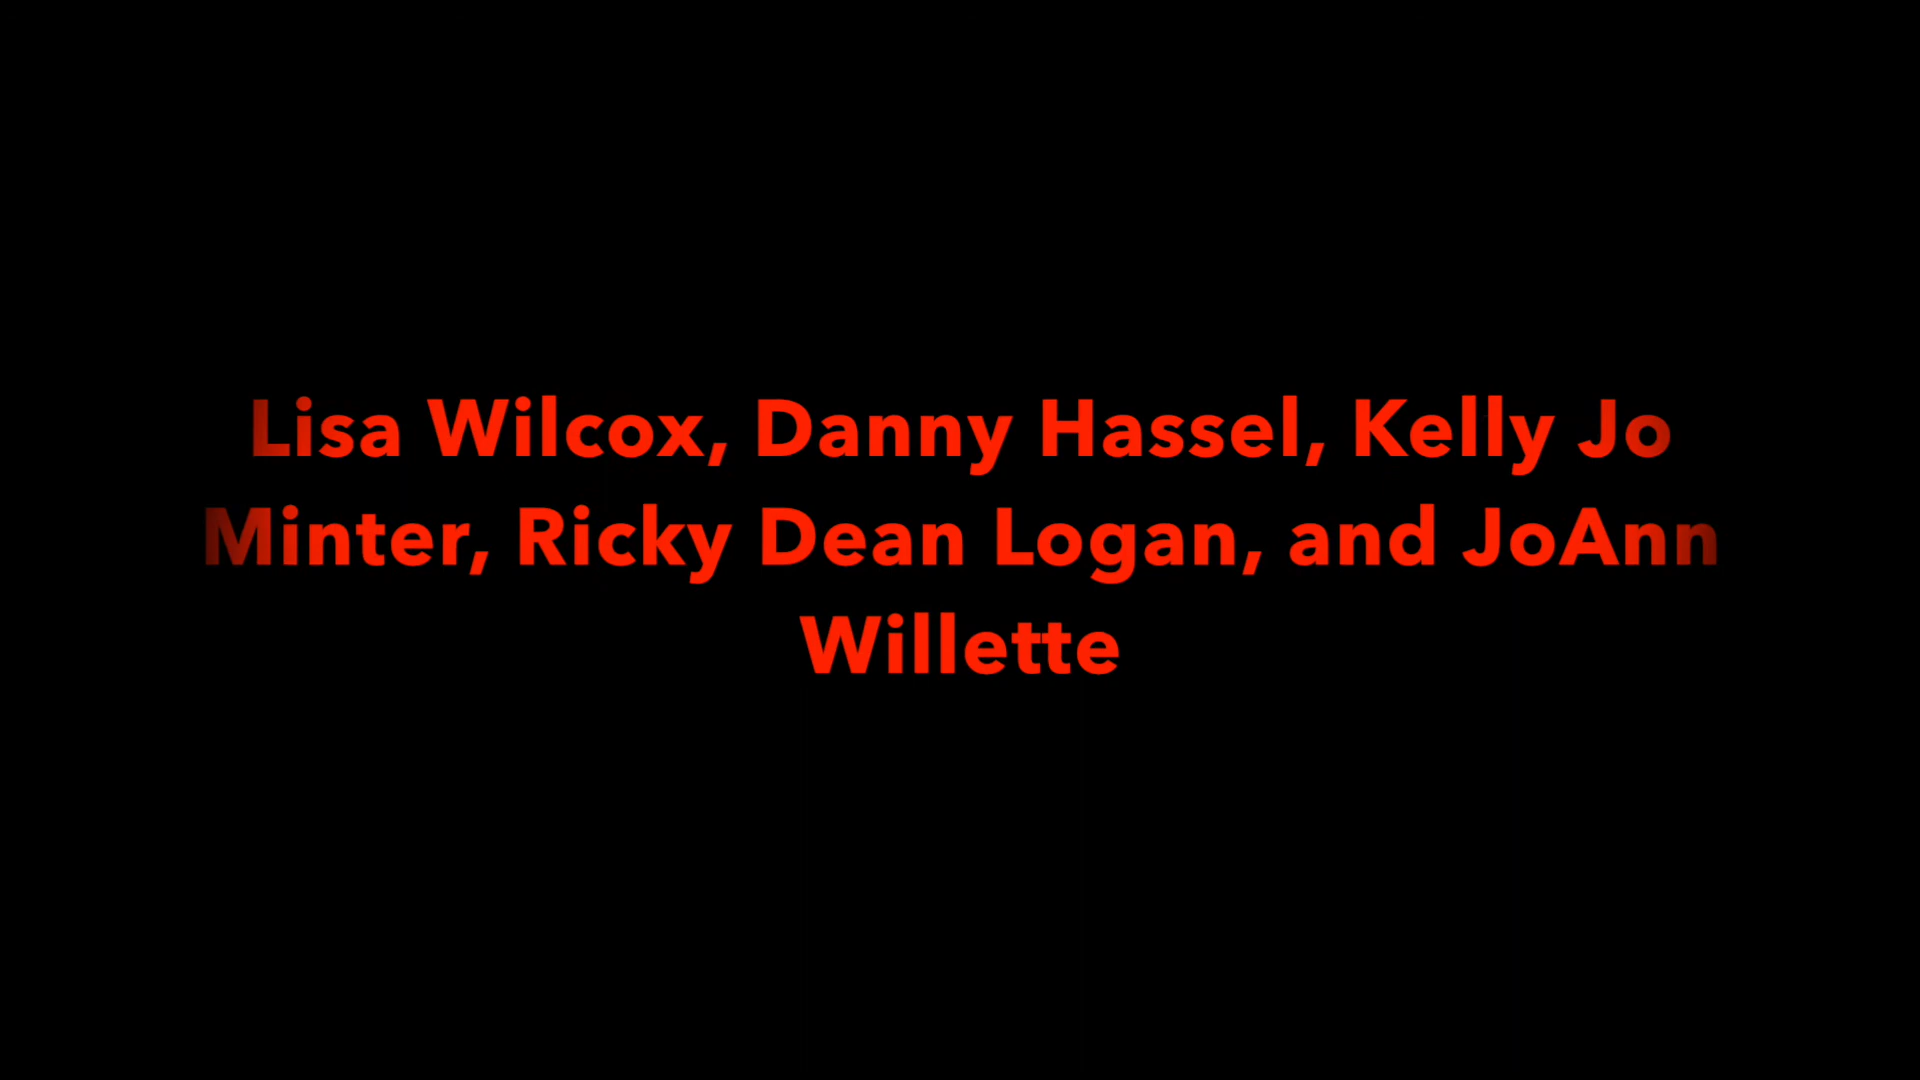 Lisa Wilcox, Danny Hassel, Kelly Jo
Minter, Ricky Dean Logan, and JoAnn
Willette